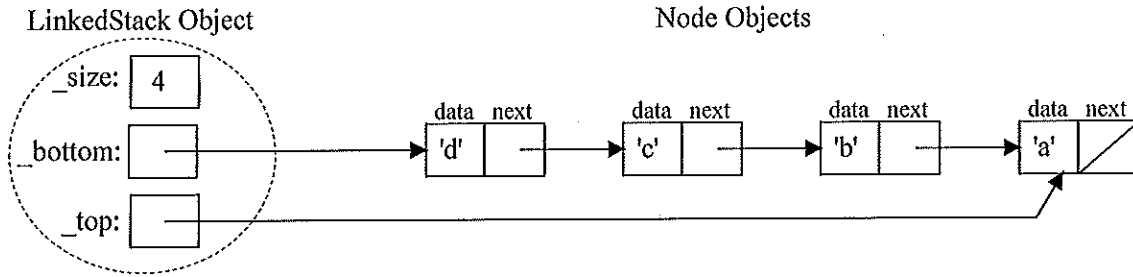 LinkedStack Object
Node Objects
_size: 4
data next data next data next data next
_bottom: 'd' 'c' 'b' 'a'
_top: